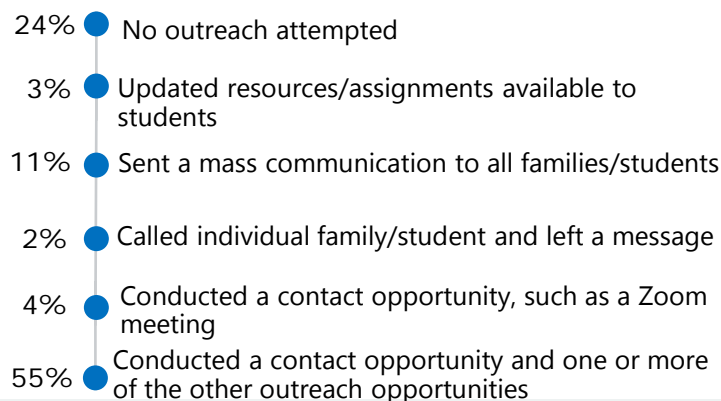 24% No outreach attempted
3% Updated resources/assignments available to
students
11% Sent a mass communication to all families/students
2% Called individual family/student and left a message
4% Conducted a contact opportunity, such as a Zoom
meeting
55% Conducted a contact opportunity and one or more
of the other outreach opportunities